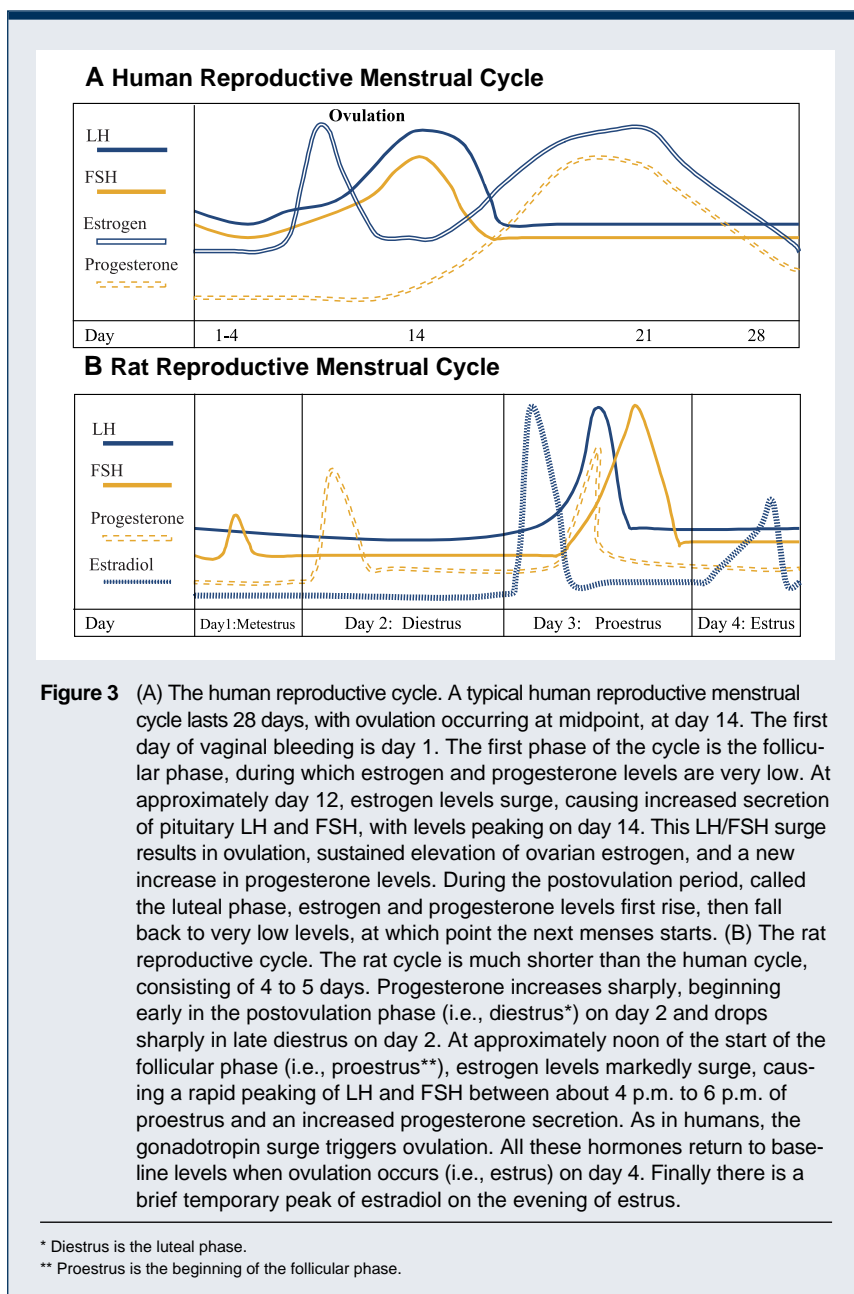 A Human Reproductive Menstrual Cycle
Ovulation
LH
FSH
Estrogen
Progesterone
Day 1-4 14 21 28
B Rat Reproductive Menstrual Cycle
LH
FSH
Progesterone
Estradiol
Day Day1:Metestrus Day 2: Diestrus Day 3: Proestrus Day 4: Estrus
Figure 3 (A) The human reproductive cycle. A typical human reproductive menstrual
cycle lasts 28 days, with ovulation occurring at midpoint, at day 14. The first
day of vaginal bleeding is day 1. The first phase of the cycle is the follicu-
lar phase, during which estrogen and progesterone levels are very low. At
approximately day 12, estrogen levels surge, causing increased secretion
of pituitary LH and FSH, with levels peaking on day 14. This LH/FSH surge
results in ovulation, sustained elevation of ovarian estrogen, and a new
increase in progesterone levels. During the postovulation period, called
the luteal phase, estrogen and progesterone levels first rise, then fall
back to very low levels, at which point the next menses starts. (B) The rat
reproductive cycle. The rat cycle is much shorter than the human cycle,
consisting of 4 to 5 days. Progesterone increases sharply, beginning
early in the postovulation phase (i.e., diestrus*) on day 2 and drops
sharply in late diestrus on day 2. At approximately noon of the start of the
follicular phase (i.e., proestrus**), estrogen levels markedly surge, caus-
ing a rapid peaking of LH and FSH between about 4 p.m. to 6 p.m. of
proestrus and an increased progesterone secretion. As in humans, the
gonadotropin surge triggers ovulation. All these hormones return to base-
line levels when ovulation occurs (i.e., estrus) on day 4. Finally there is a
brief temporary peak of estradiol on the evening of estrus.
* Diestrus is the luteal phase.
** Proestrus is the beginning of the follicular phase.